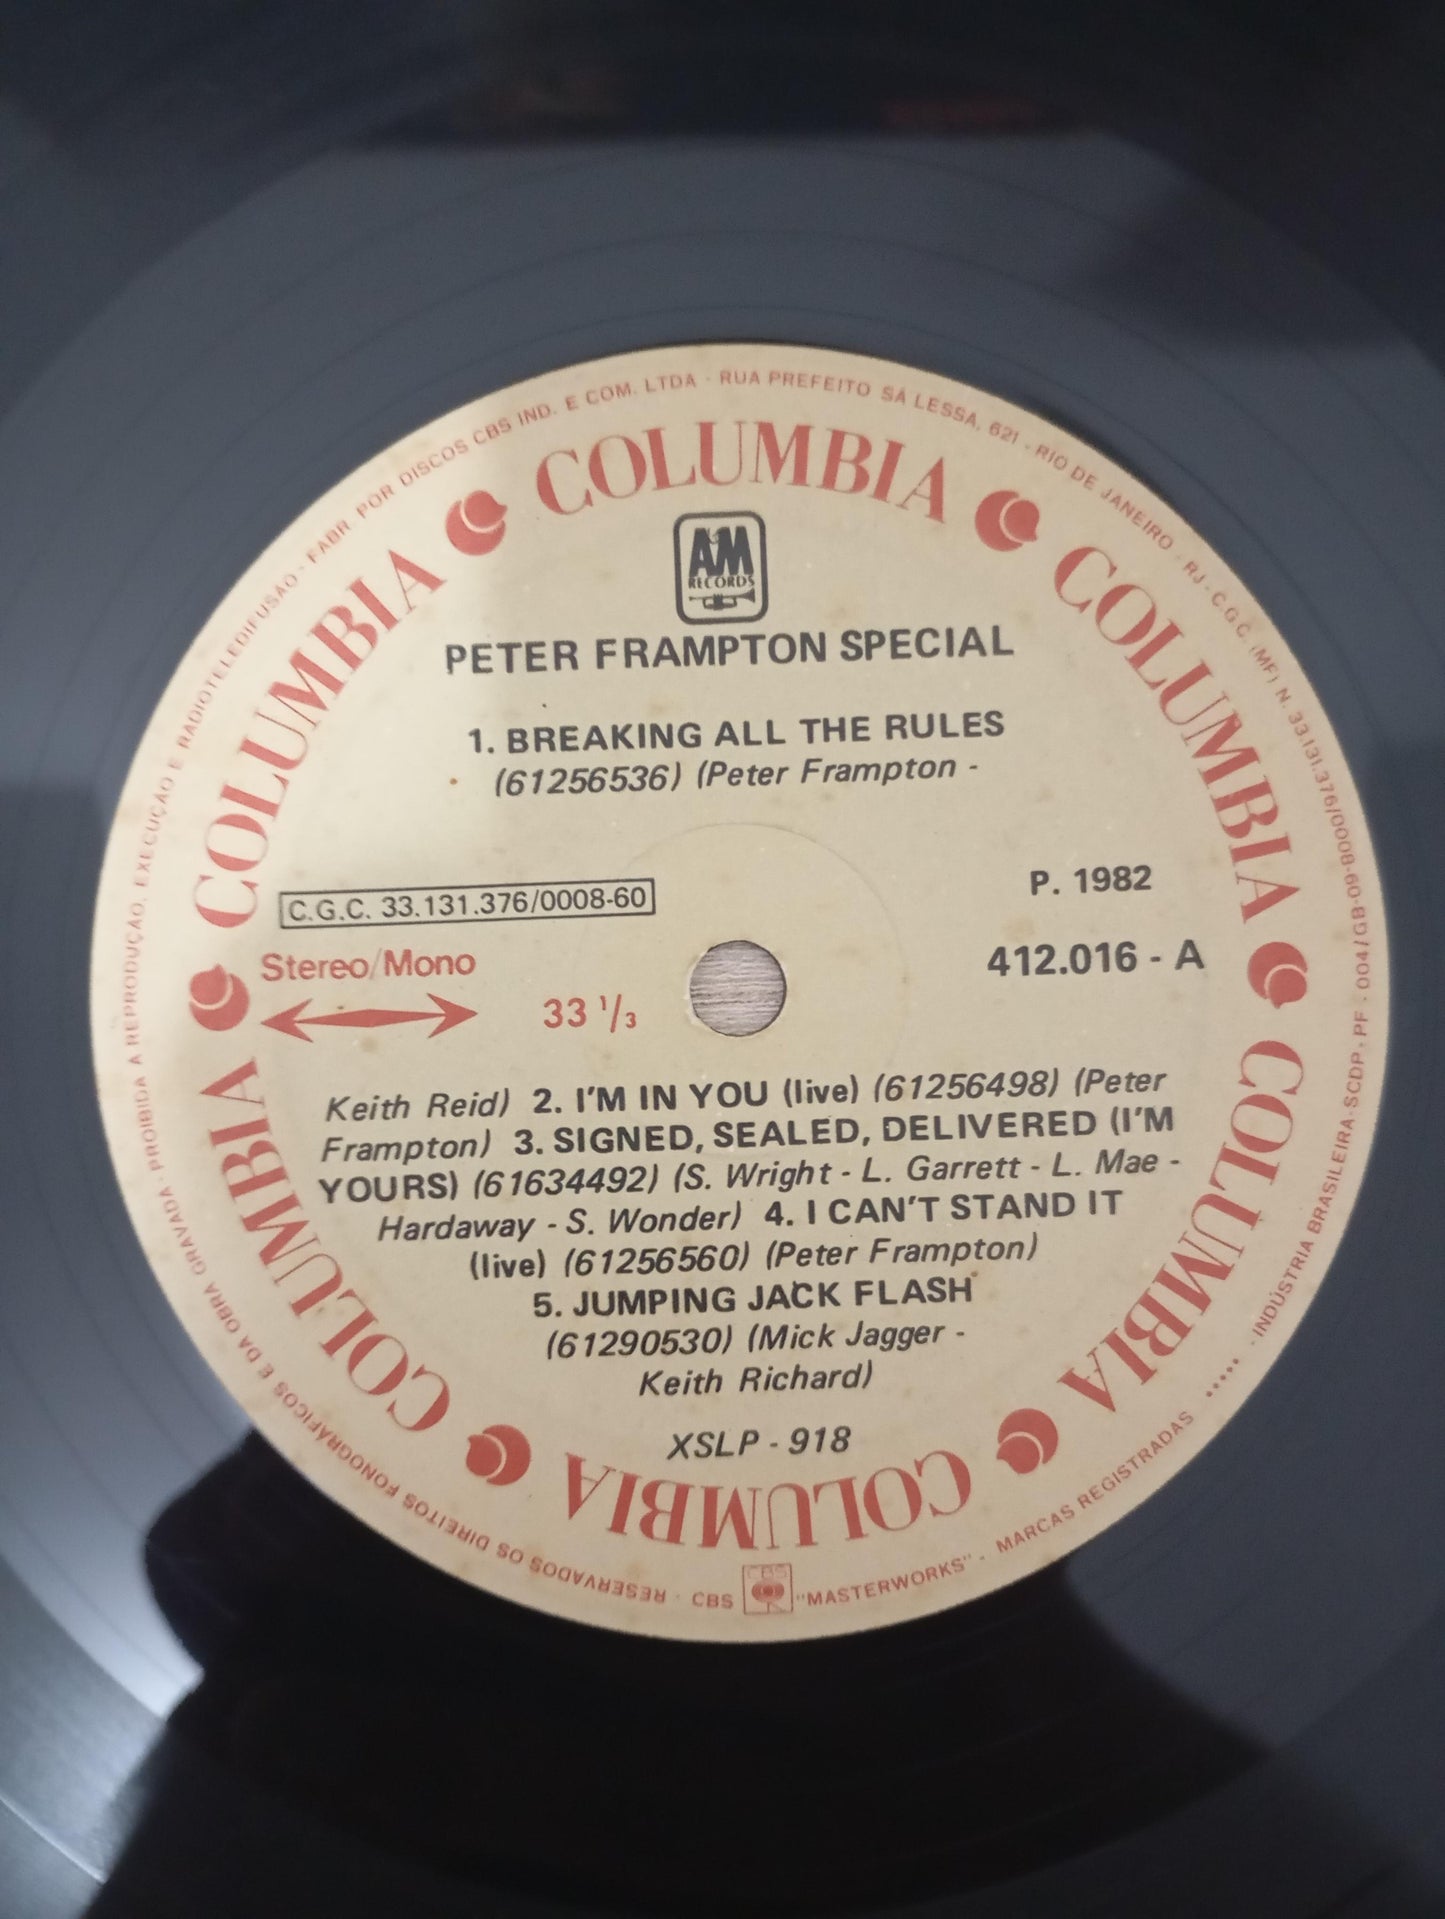 FABR. POR DISCOS CBS IND. E COM. LTDA · RUA PREFEITO SÁ LESSA, 621 - RIO DE JANEIRO - RJ - C.G.C. (MF) N. 33.131.376/0008-60/GB · SCDP - PF - 004/GB · INDÚSTRIA BRASILEIRA
COLUMBIA
COLUMBIA
COLUMBIA
COLUMBIA
COLUMBIA
COLUMBIA
A&M
RECORDS
PETER FRAMPTON SPECIAL
1. BREAKING ALL THE RULES
(61256536) (Peter Frampton -
C.G.C. 33.131.376/0008-60
P. 1982
Stereo/Mono
412.016 - A
33 1/3
Keith Reid) 2. I'M IN YOU (live) (61256498) (Peter
Frampton) 3. SIGNED, SEALED, DELIVERED (I'M
YOURS) (61634492) (S. Wright - L. Garrett - L. Mae -
Hardaway - S. Wonder) 4. I CAN'T STAND IT
(live) (61256560) (Peter Frampton)
5. JUMPING JACK FLASH
(61290530) (Mick Jagger -
Keith Richard)
XSLP - 918
RESERVADOS OS DIREITOS FONOGRÁFICOS E DA OBRA GRAVADA - PROIBIDA A REPRODUÇÃO, EXECUÇÃO E RADIOTELEDIFUSÃO
CBS CBS "MASTERWORKS" - MARCAS REGISTRADAS